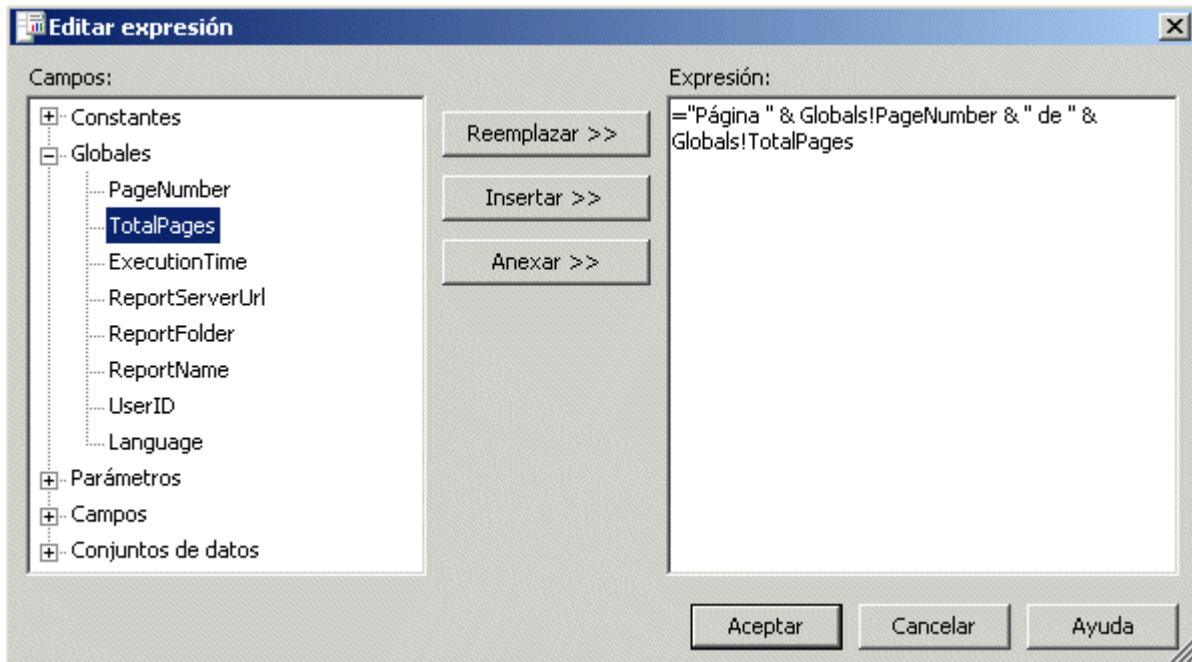 Editar expresión
Campos:
Expresión:
Constantes
Globales
PageNumber
TotalPages
ExecutionTime
ReportServerUrl
ReportFolder
ReportName
UserID
Language
Parámetros
Campos
Conjuntos de datos
Reemplazar >>
Insertar >>
Anexar >>
="Página " & Globals!PageNumber & " de " &
Globals!TotalPages
Aceptar
Cancelar
Ayuda